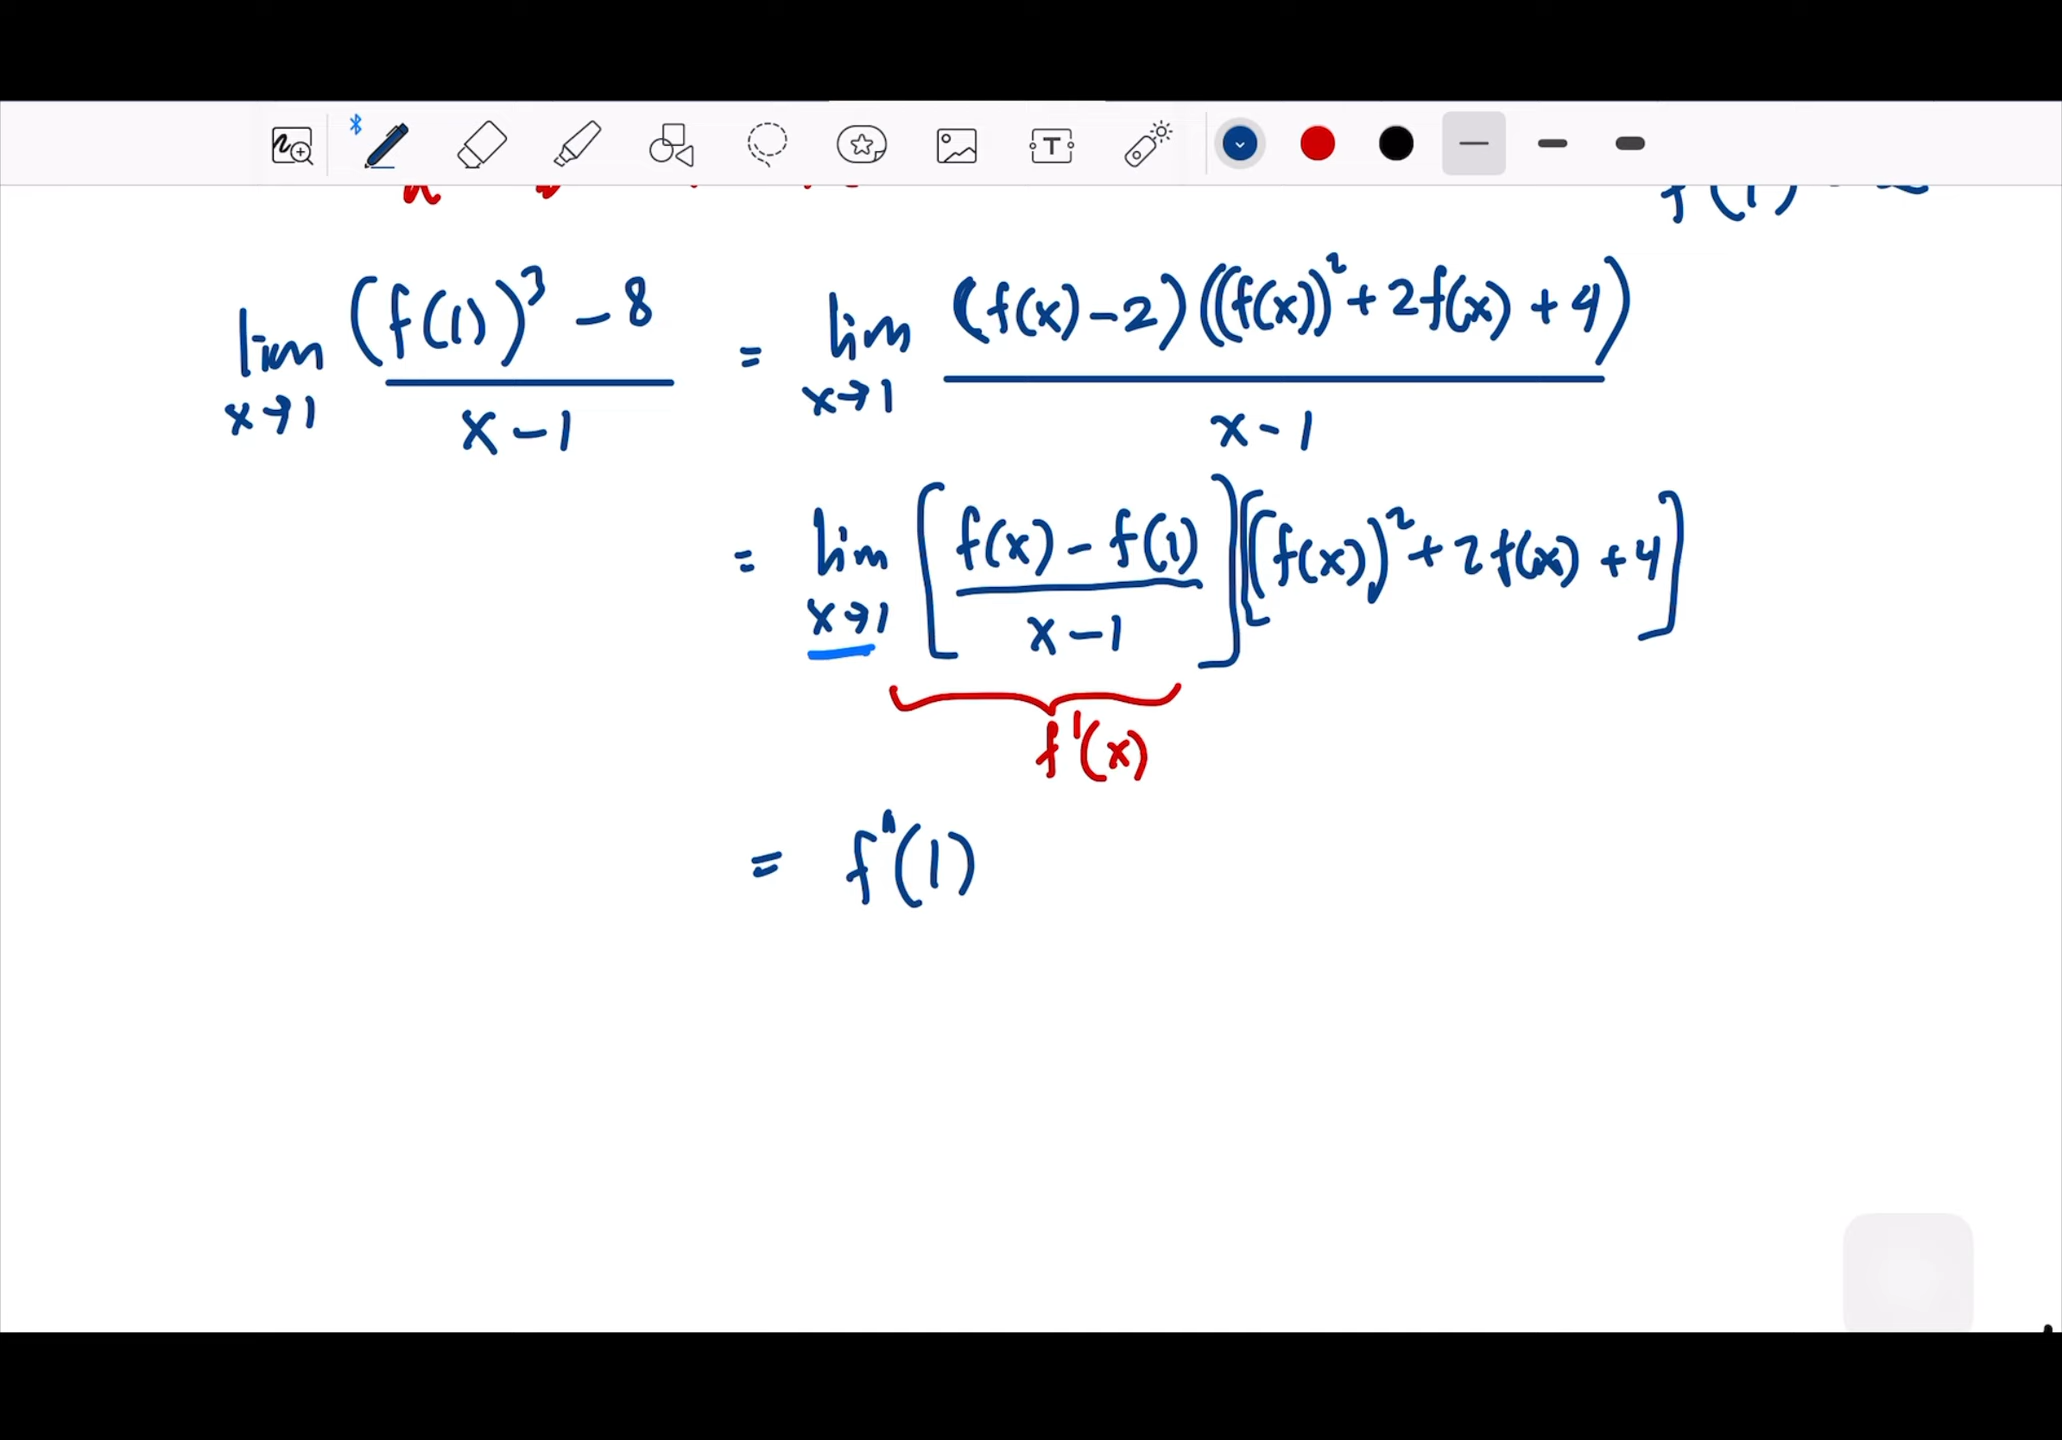 f(1)
lim x→1 (f(1))³ - 8 / x - 1 = lim x→1 (f(x) - 2)((f(x))² + 2f(x) + 4) / x - 1
= lim x→1 [f(x) - f(1) / x - 1][(f(x))² + 2f(x) + 4]
f'(x)
= f'(1)